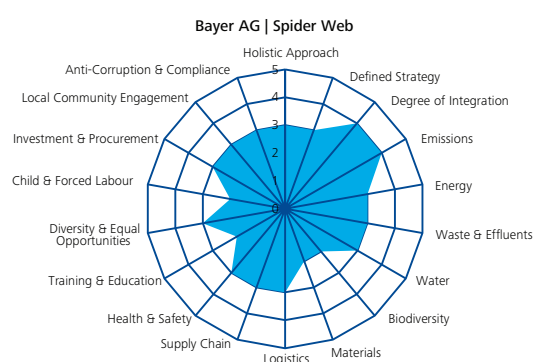 Bayer AG | Spider Web
Holistic Approach
Anti-Corruption & Compliance
Defined Strategy
Local Community Engagement
Degree of Integration
Investment & Procurement
Emissions
Child & Forced Labour
Energy
Diversity & Equal
Opportunities
Waste & Effluents
Training & Education
Water
Health & Safety
Biodiversity
Supply Chain
Materials
Logistics
5
4
3
2
1
0